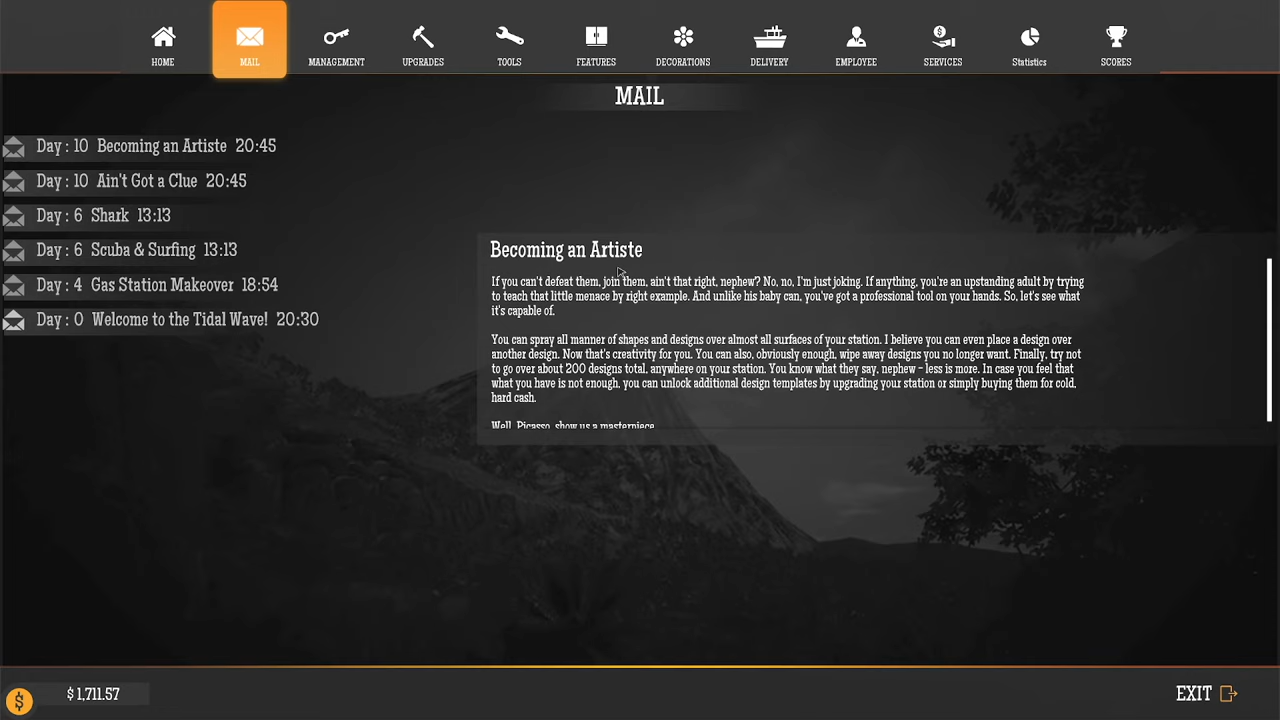 HOME MAIL MANAGEMENT UPGRADES TOOLS FEATURES DECORATIONS DELIVERY EMPLOYEE SERVICES Statistics SCORES
MAIL
Day : 10 Becoming an Artiste 20:45
Day : 10 Ain't Got a Clue 20:45
Day : 6 Shark 13:13
Day : 6 Scuba & Surfing 13:13
Day : 4 Gas Station Makeover 18:54
Day : 0 Welcome to the Tidal Wave! 20:30
Becoming an Artiste
If you can't defeat them, join them, ain't that right, nephew? No, no, I'm just joking. If anything, you're an upstanding adult by trying
to teach that little menace by right example. And unlike his baby can, you've got a professional tool on your hands. So, let's see what
it's capable of.
You can spray all manner of shapes and designs over almost all surfaces of your station. I believe you can even place a design over
another design. Now that's creativity for you. You can also, obviously enough, wipe away designs you no longer want. Finally, try not
to go over about 200 designs total, anywhere on your station. You know what they say, nephew - less is more. In case you feel that
what you have is not enough, you can unlock additional design templates by upgrading your station or simply buying them for cold,
hard cash.
Well, Picasso, show us a masterpiece
$ 1,711.57
EXIT